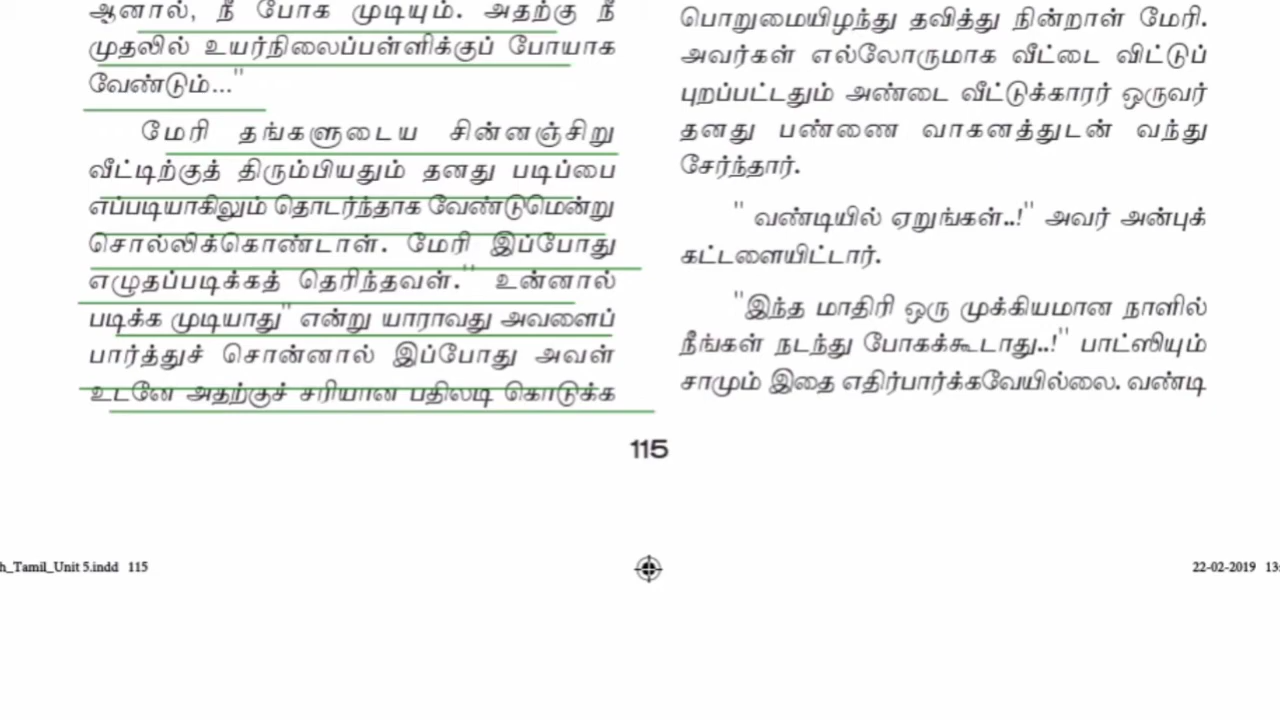 ஆனால், நீ போக முடியும். அதற்கு நீ
முதலில் உயர்நிலைப்பள்ளிக்குப் போயாக
வேண்டும்..."
மேரி தங்களுடைய சின்னஞ்சிறு
வீட்டிற்குத் திரும்பியதும் தனது படிப்பை
எப்படியாகிலும் தொடர்ந்தாக வேண்டுமென்று
சொல்லிக்கொண்டாள். மேரி இப்போது
எழுதப்படிக்கத் தெரிந்தவள்." உன்னால்
படிக்க முடியாது" என்று யாராவது அவளைப்
பார்த்துச் சொன்னால் இப்போது அவள்
உடனே அதற்குச் சரியான பதிலடி கொடுக்க
பொறுமையிழந்து தவித்து நின்றாள் மேரி.
அவர்கள் எல்லோருமாக வீட்டை விட்டுப்
புறப்பட்டதும் அண்டை வீட்டுக்காரர் ஒருவர்
தனது பண்ணை வாகனத்துடன் வந்து
சேர்ந்தார்.
" வண்டியில் ஏறுங்கள்..!" அவர் அன்புக்
கட்டளையிட்டார்.
"இந்த மாதிரி ஒரு முக்கியமான நாளில்
நீங்கள் நடந்து போகக்கூடாது..!" பாட்ஸியும்
சாமும் இதை எதிர்பார்க்கவேயில்லை. வண்டி
115
h_Tamil_Unit 5.indd 115
22-02-2019 13: